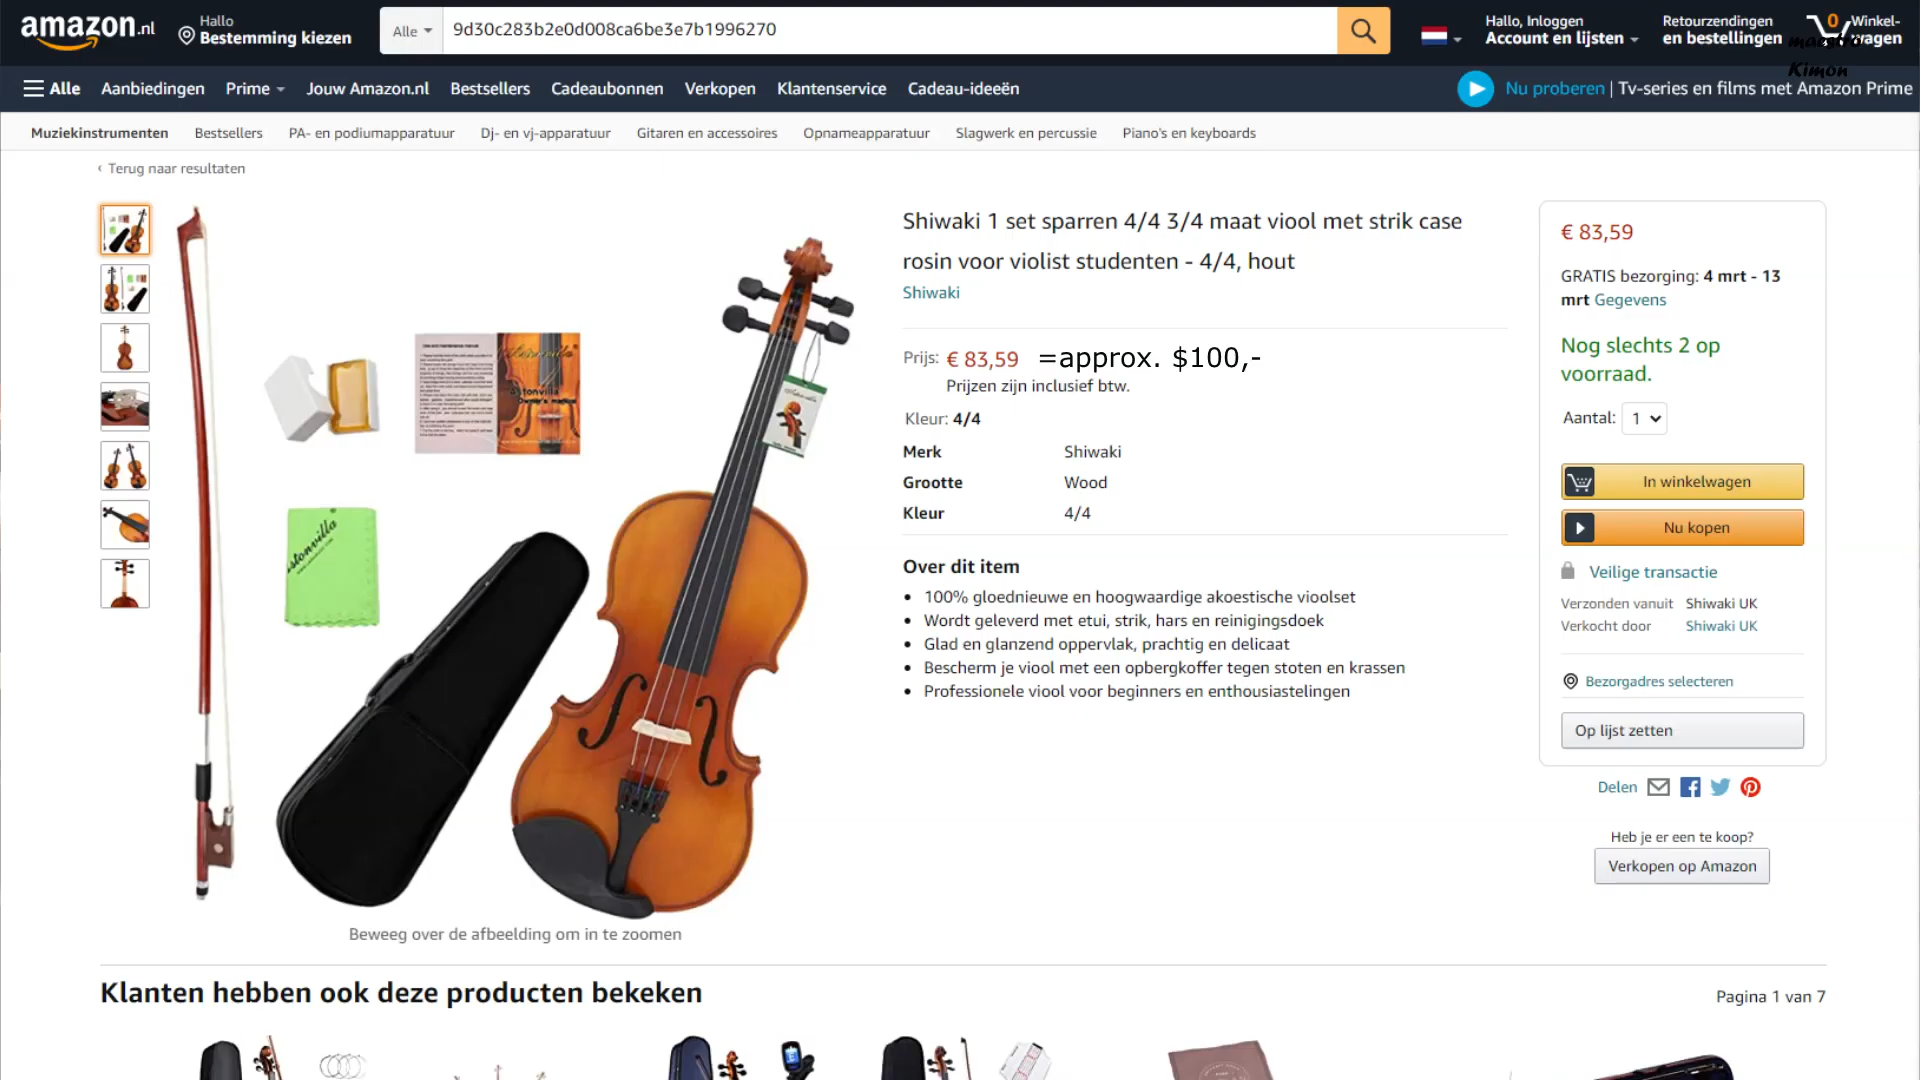 amazon.nl
Hallo
Bestemming kiezen
Alle
9d30c283b2e0d008ca6be3e7b1996270
Hallo, Inloggen
Account en lijsten
Retourzendingen
en bestellingen
0
Winkel-
wagen
maestro
Kimon
Alle
Aanbiedingen
Prime
Jouw Amazon.nl
Bestsellers
Cadeaubonnen
Verkopen
Klantenservice
Cadeau-ideeën
Nu proberen | Tv-series en films met Amazon Prime
Muziekinstrumenten
Bestsellers
PA- en podiumapparatuur
Dj- en vj-apparatuur
Gitaren en accessoires
Opnameapparatuur
Slagwerk en percussie
Piano's en keyboards
‹ Terug naar resultaten
Astonvilla
Owner's manual
stonvilla
Beweeg over de afbeelding om in te zoomen
Shiwaki 1 set sparren 4/4 3/4 maat viool met strik case
rosin voor violist studenten - 4/4, hout
Shiwaki
Prijs: € 83,59 =approx. $100,-
Prijzen zijn inclusief btw.
Kleur: 4/4
Merk Shiwaki
Grootte Wood
Kleur 4/4
Over dit item
• 100% gloednieuwe en hoogwaardige akoestische vioolset
• Wordt geleverd met etui, strik, hars en reinigingsdoek
• Glad en glanzend oppervlak, prachtig en delicaat
• Bescherm je viool met een opbergkoffer tegen stoten en krassen
• Professionele viool voor beginners en enthousiastelingen
€ 83,59
GRATIS bezorging: 4 mrt - 13
mrt Gegevens
Nog slechts 2 op
voorraad.
Aantal: 1
In winkelwagen
Nu kopen
Veilige transactie
Verzonden vanuit Shiwaki UK
Verkocht door Shiwaki UK
Bezorgadres selecteren
Op lijst zetten
Delen
Heb je er een te koop?
Verkopen op Amazon
Klanten hebben ook deze producten bekeken
Pagina 1 van 7